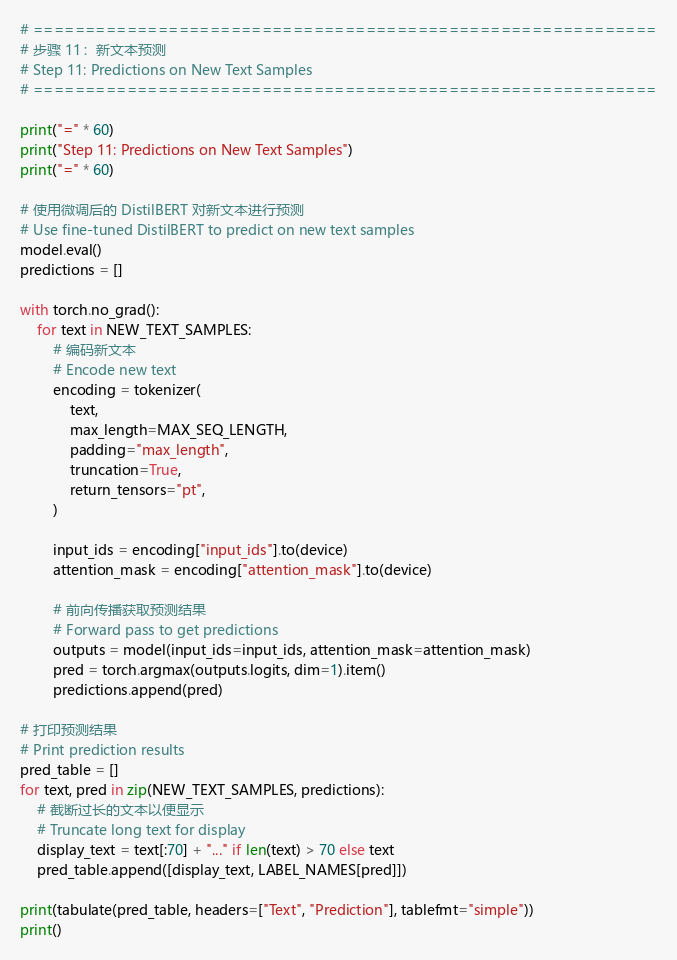 # ============================================================
# 步骤 11：新文本预测
# Step 11: Predictions on New Text Samples
# ============================================================

print("=" * 60)
print("Step 11: Predictions on New Text Samples")
print("=" * 60)

# 使用微调后的 DistilBERT 对新文本进行预测
# Use fine-tuned DistilBERT to predict on new text samples
model.eval()
predictions = []

with torch.no_grad():
    for text in NEW_TEXT_SAMPLES:
        # 编码新文本
        # Encode new text
        encoding = tokenizer(
            text,
            max_length=MAX_SEQ_LENGTH,
            padding="max_length",
            truncation=True,
            return_tensors="pt",
        )

        input_ids = encoding["input_ids"].to(device)
        attention_mask = encoding["attention_mask"].to(device)

        # 前向传播获取预测结果
        # Forward pass to get predictions
        outputs = model(input_ids=input_ids, attention_mask=attention_mask)
        pred = torch.argmax(outputs.logits, dim=1).item()
        predictions.append(pred)

# 打印预测结果
# Print prediction results
pred_table = []
for text, pred in zip(NEW_TEXT_SAMPLES, predictions):
    # 截断过长的文本以便显示
    # Truncate long text for display
    display_text = text[:70] + "..." if len(text) > 70 else text
    pred_table.append([display_text, LABEL_NAMES[pred]])

print(tabulate(pred_table, headers=["Text", "Prediction"], tablefmt="simple"))
print()